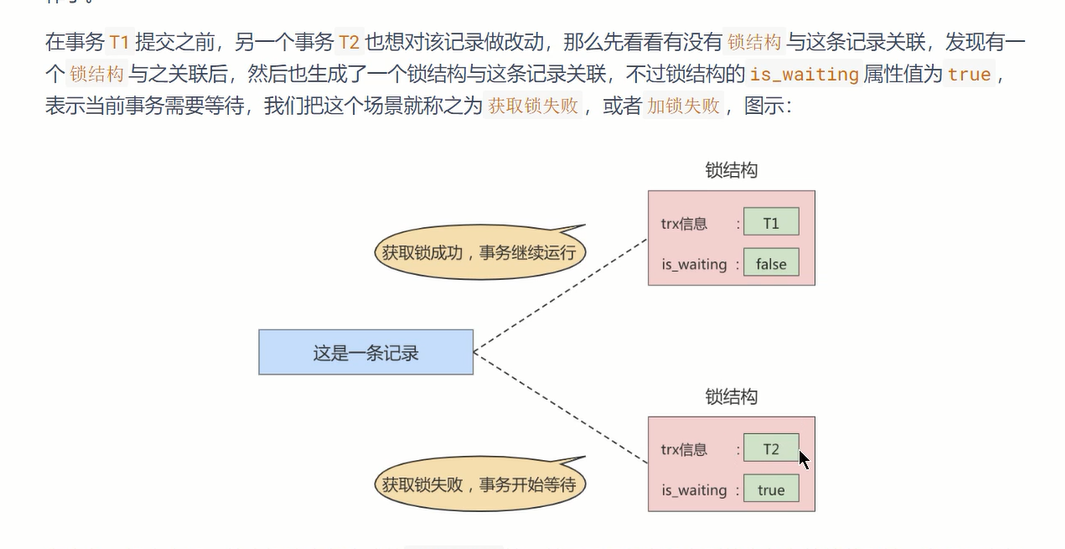 在事务 T1 提交之前，另一个事务 T2 也想对该记录做改动，那么先看看有没有 锁结构 与这条记录关联，发现有一
个 锁结构 与之关联后，然后也生成了一个锁结构与这条记录关联，不过锁结构的 is_waiting 属性值为 true ，
表示当前事务需要等待，我们把这个场景就称之为 获取锁失败 ，或者 加锁失败 ，图示：
锁结构
trx信息 : T1
获取锁成功，事务继续运行
is_waiting : false
这是一条记录
锁结构
trx信息 : T2
获取锁失败，事务开始等待
is_waiting : true